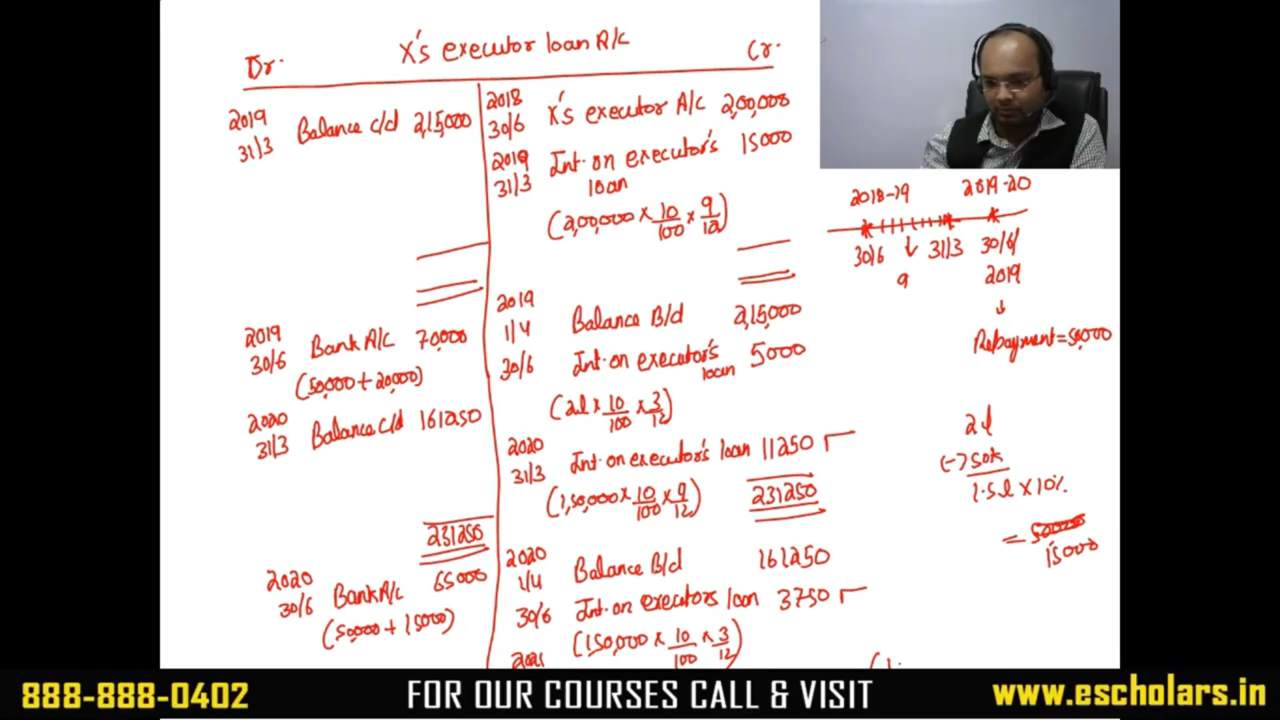 X's executor loan A/c
Dr.
Cr.
2019
31/3 Balance c/d 2,15,000
2018
30/6 X's executor A/c 2,00,000
2019
31/3 Int. on executor's 15000
loan
(2,00,000 × 10/100 × 9/12)
2019
30/6 Bank A/c 70,000
(50,000 + 20,000)
2020
31/3 Balance c/d 161250
231250
2019
1/4 Balance B/d 2,15,000
30/6 Int. on executor's 5000
loan
(2l × 10/100 × 3/12)
2020
31/3 Int. on executor's loan 11250
(1,50,000 × 10/100 × 9/12)
231250
2020
30/6 Bank A/c 65000
(50,000 + 15000)
2020
1/4 Balance B/d 161250
30/6 Int. on executors loan 3750
(150,000 × 10/100 × 3/12)
2021
2018-19 2019-20
30/6 31/3 30/6/
9 2019
Repayment = 50,000
2l
(-) 50k
1.5l × 10%
= 50000
15000
888-888-0402 FOR OUR COURSES CALL & VISIT www.escholars.in